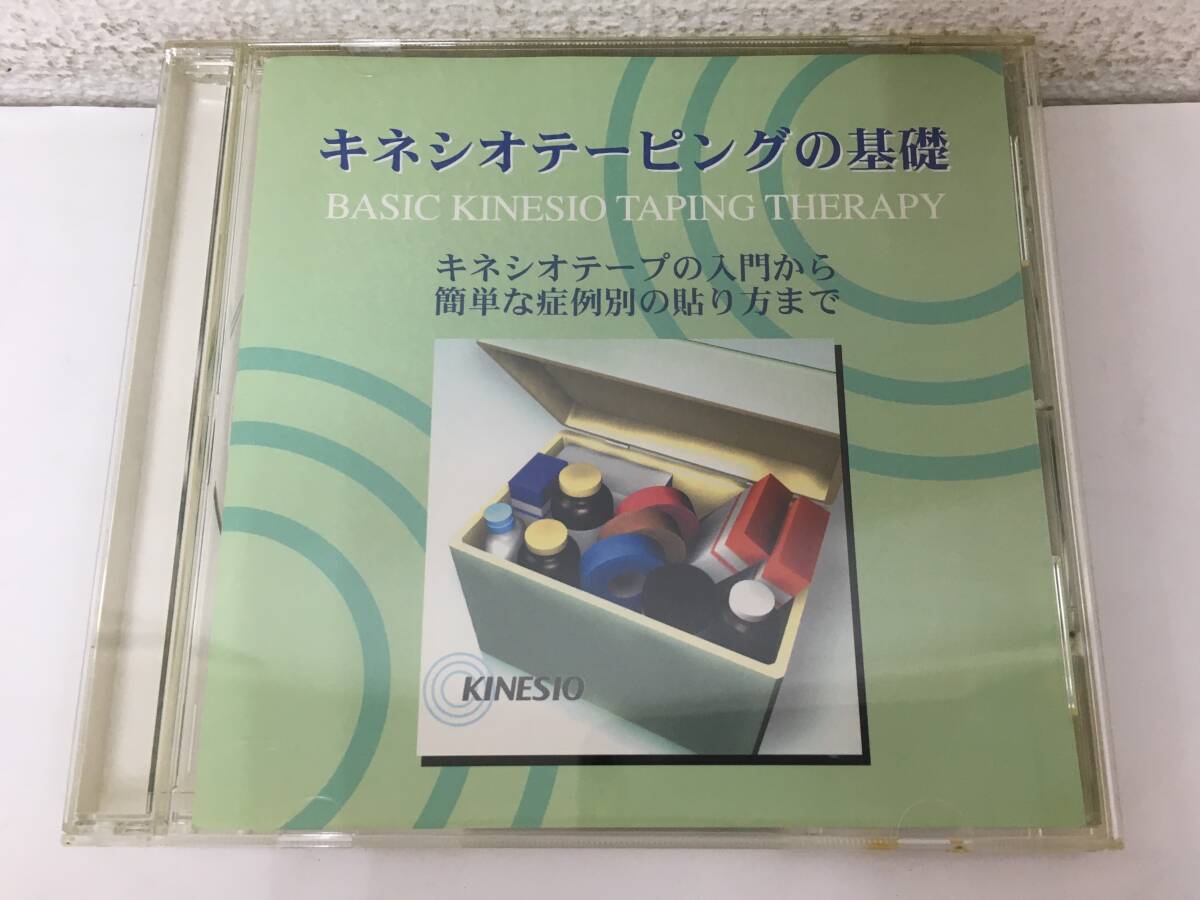 キネシオテーピングの基礎
BASIC KINESIO TAPING THERAPY
キネシオテープの入門から
簡単な症例別の貼り方まで
KINESIO